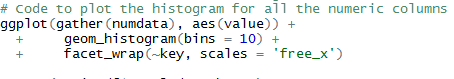 # Code to plot the histogram for all the numeric columns
ggplot(gather(numdata), aes(value)) +
+ geom_histogram(bins = 10) +
+ facet_wrap(~key, scales = 'free_x')